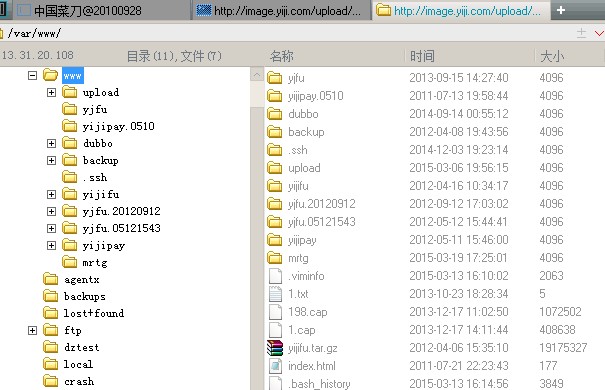 中国菜刀@20100928 http://image.yiji.com/upload/... http://image.yiji.com/upload/...
/var/www/
13.31.20.108 目录(11),文件(7) 名称 时间 大小
www
upload
yjfu
yijipay.0510
dubbo
backup
.ssh
yijifu
yjfu.20120912
yjfu.05121543
yijipay
mrtg
agentx
backups
lost+found
ftp
dztest
local
crash
yjfu 2013-09-15 14:27:40 4096
yijipay.0510 2011-07-13 19:58:44 4096
dubbo 2014-09-14 00:55:12 4096
backup 2012-04-08 19:43:56 4096
.ssh 2014-12-03 19:23:14 4096
upload 2015-03-06 19:56:15 4096
yijifu 2012-04-16 10:34:17 4096
yjfu.20120912 2012-09-12 17:03:02 4096
yjfu.05121543 2012-05-12 15:44:41 4096
yijipay 2012-05-11 15:46:00 4096
mrtg 2015-03-19 17:25:01 4096
.viminfo 2015-03-13 16:10:02 2063
1.txt 2013-10-23 18:28:34 5
198.cap 2013-12-17 11:02:50 1072502
1.cap 2013-12-17 14:11:44 408638
yijifu.tar.gz 2012-04-06 15:35:10 19175327
index.html 2011-07-21 22:23:43 177
.bash_history 2015-03-13 16:14:56 3849